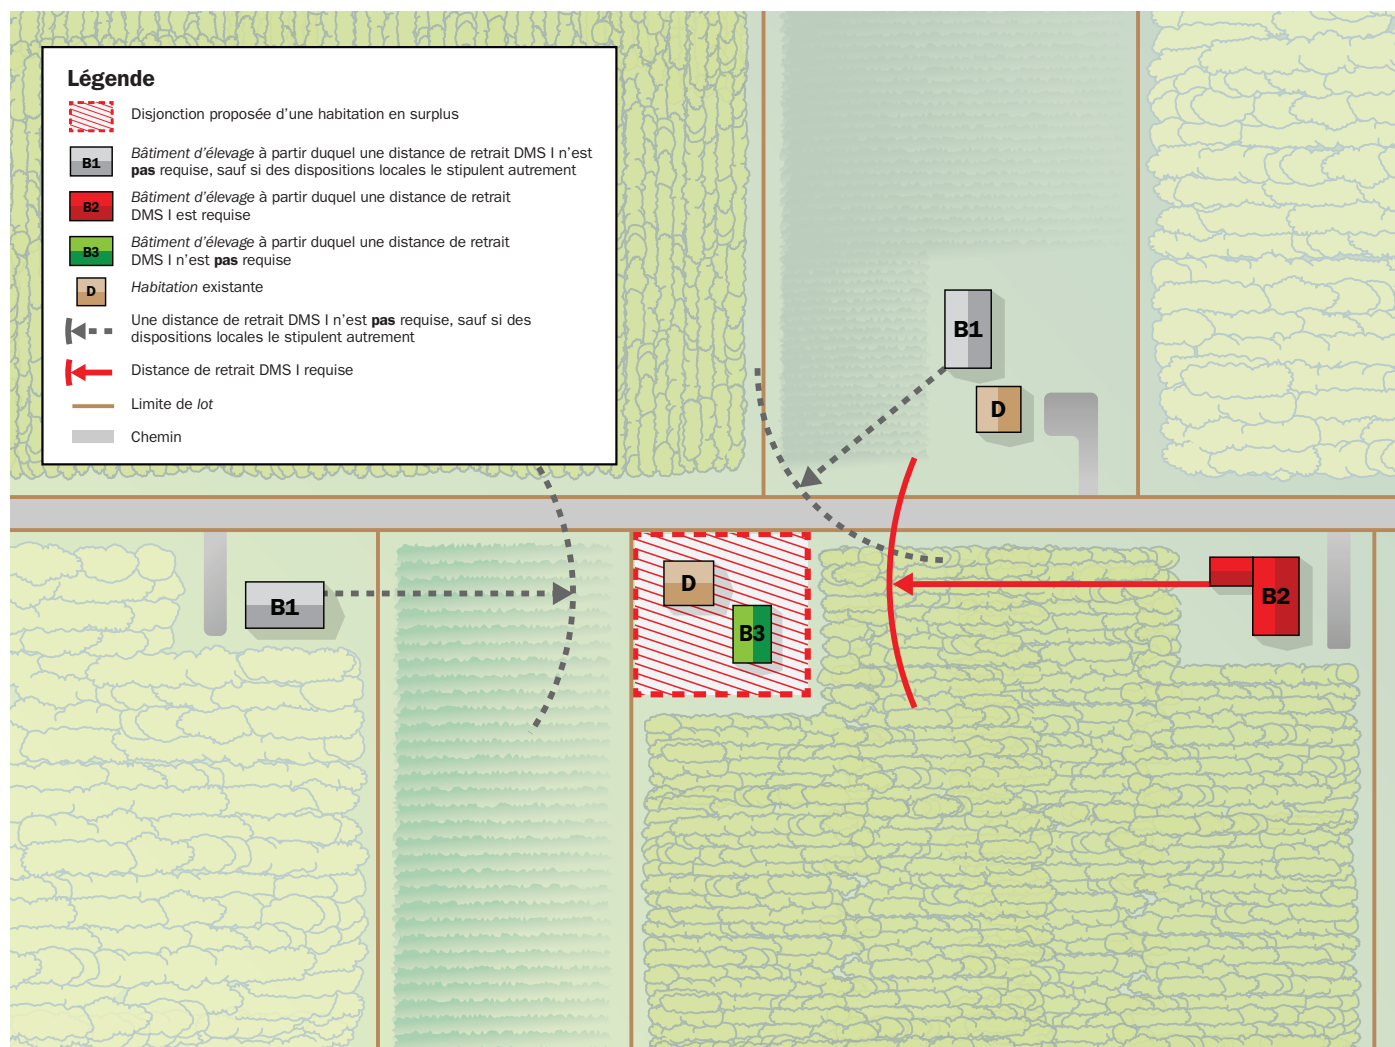 Légende
Disjonction proposée d’une habitation en surplus
B1
Bâtiment d’élevage à partir duquel une distance de retrait DMS I n’est
pas requise, sauf si des dispositions locales le stipulent autrement
B2
Bâtiment d’élevage à partir duquel une distance de retrait
DMS I est requise
B3
Bâtiment d’élevage à partir duquel une distance de retrait
DMS I n’est pas requise
D
Habitation existante
Une distance de retrait DMS I n’est pas requise, sauf si des
dispositions locales le stipulent autrement
Distance de retrait DMS I requise
Limite de lot
Chemin
B1
D
B1
D
B3
B2